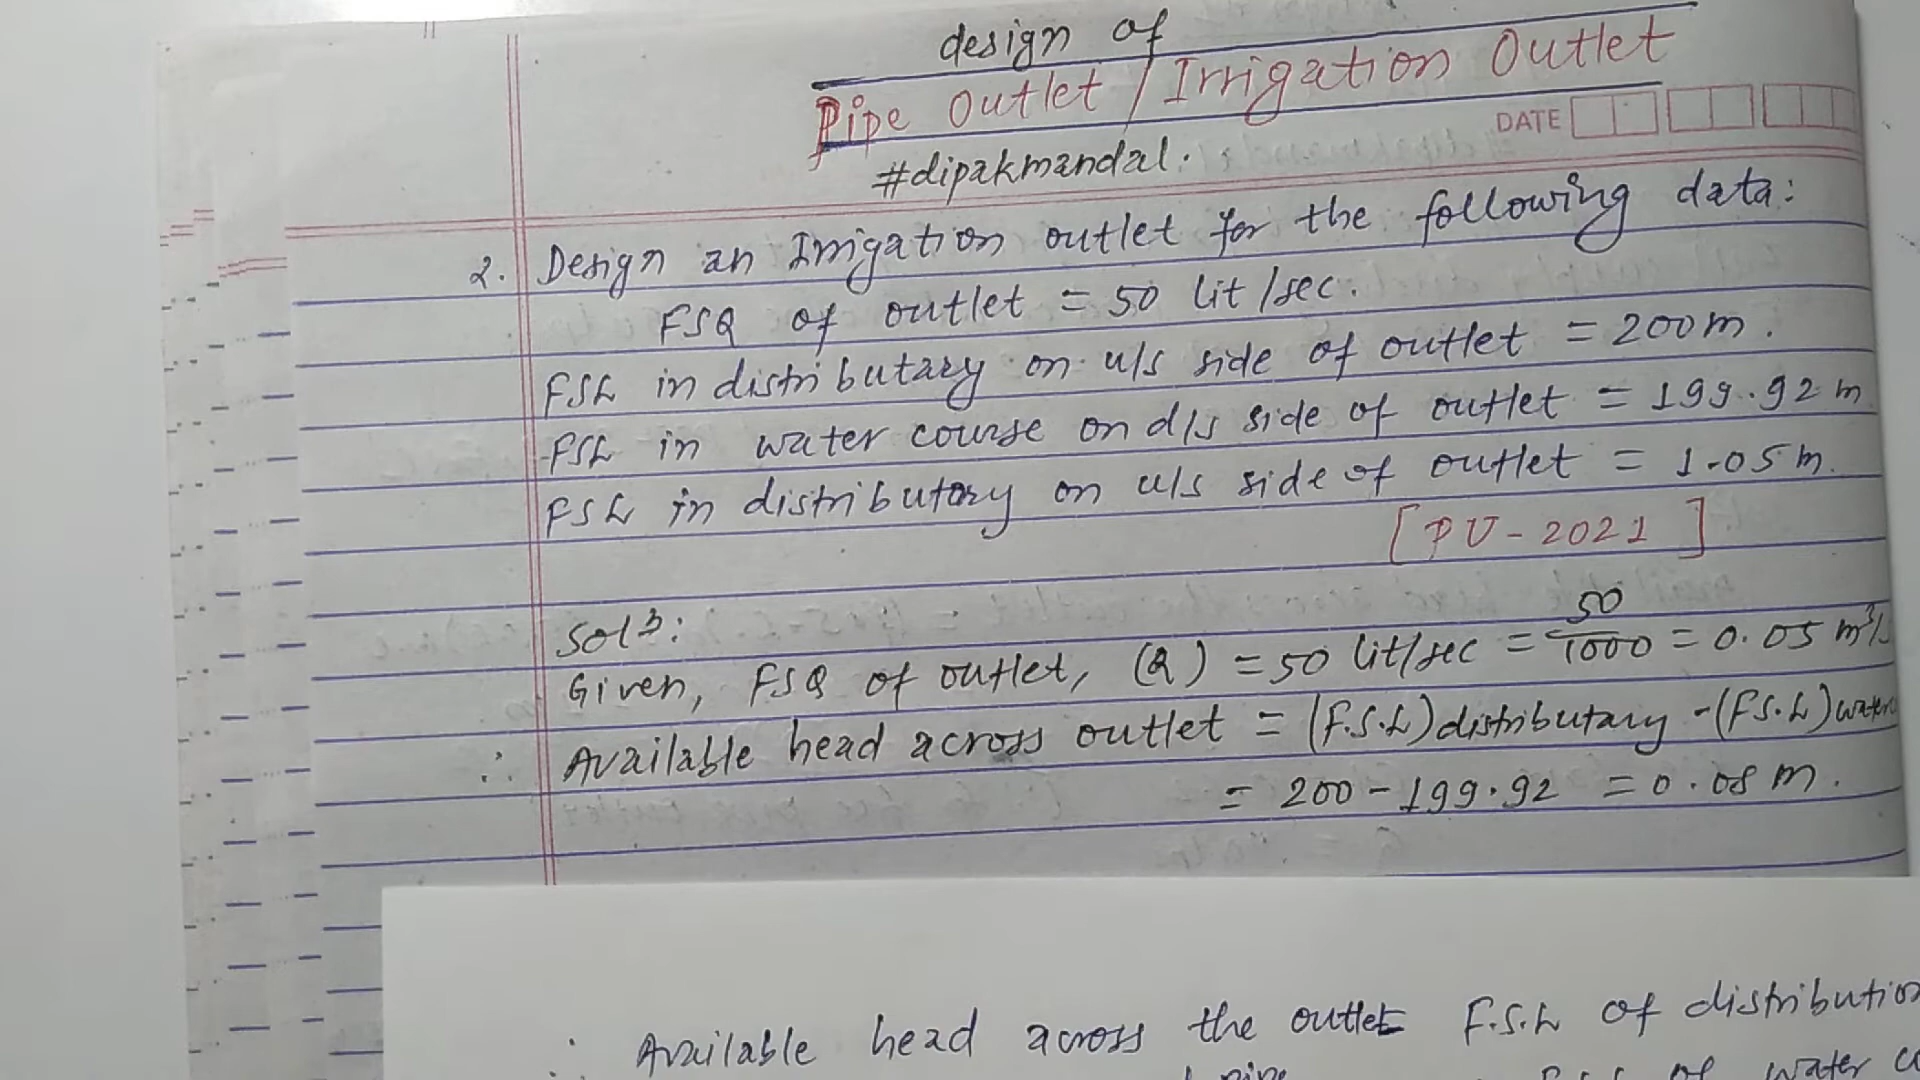 design of
Pipe Outlet / Irrigation Outlet
DATE
#dipakmandal.
2. Design an Irrigation outlet for the following data:
FSQ of outlet = 50 lit/sec.
FSL in distributary on u/s side of outlet = 200m.
FSL in water course on d/s side of outlet = 199.92 m
FSL in distributary on u/s side of outlet = 1.05 m.
[PU-2021]
Solⁿ:
Given, FSQ of outlet, (Q) = 50 lit/sec = 50/1000 = 0.05 m³/s
∴ Available head across outlet = (F.S.L) distributary - (F.S.L) water
= 200 - 199.92 = 0.08 m.
∴ Available head across the outlet F.S.L of distribution
pipe of water